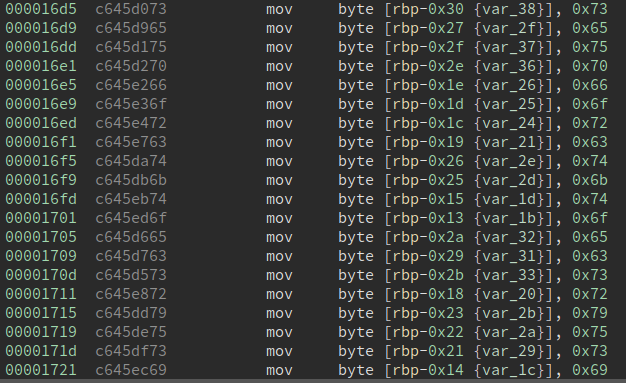 000016d5 c645d073 mov byte [rbp-0x30 {var_38}], 0x73
000016d9 c645d965 mov byte [rbp-0x27 {var_2f}], 0x65
000016dd c645d175 mov byte [rbp-0x2f {var_37}], 0x75
000016e1 c645d270 mov byte [rbp-0x2e {var_36}], 0x70
000016e5 c645e266 mov byte [rbp-0x1e {var_26}], 0x66
000016e9 c645e36f mov byte [rbp-0x1d {var_25}], 0x6f
000016ed c645e472 mov byte [rbp-0x1c {var_24}], 0x72
000016f1 c645e763 mov byte [rbp-0x19 {var_21}], 0x63
000016f5 c645da74 mov byte [rbp-0x26 {var_2e}], 0x74
000016f9 c645db6b mov byte [rbp-0x25 {var_2d}], 0x6b
000016fd c645eb74 mov byte [rbp-0x15 {var_1d}], 0x74
00001701 c645ed6f mov byte [rbp-0x13 {var_1b}], 0x6f
00001705 c645d665 mov byte [rbp-0x2a {var_32}], 0x65
00001709 c645d763 mov byte [rbp-0x29 {var_31}], 0x63
0000170d c645d573 mov byte [rbp-0x2b {var_33}], 0x73
00001711 c645e872 mov byte [rbp-0x18 {var_20}], 0x72
00001715 c645dd79 mov byte [rbp-0x23 {var_2b}], 0x79
00001719 c645de75 mov byte [rbp-0x22 {var_2a}], 0x75
0000171d c645df73 mov byte [rbp-0x21 {var_29}], 0x73
00001721 c645ec69 mov byte [rbp-0x14 {var_1c}], 0x69